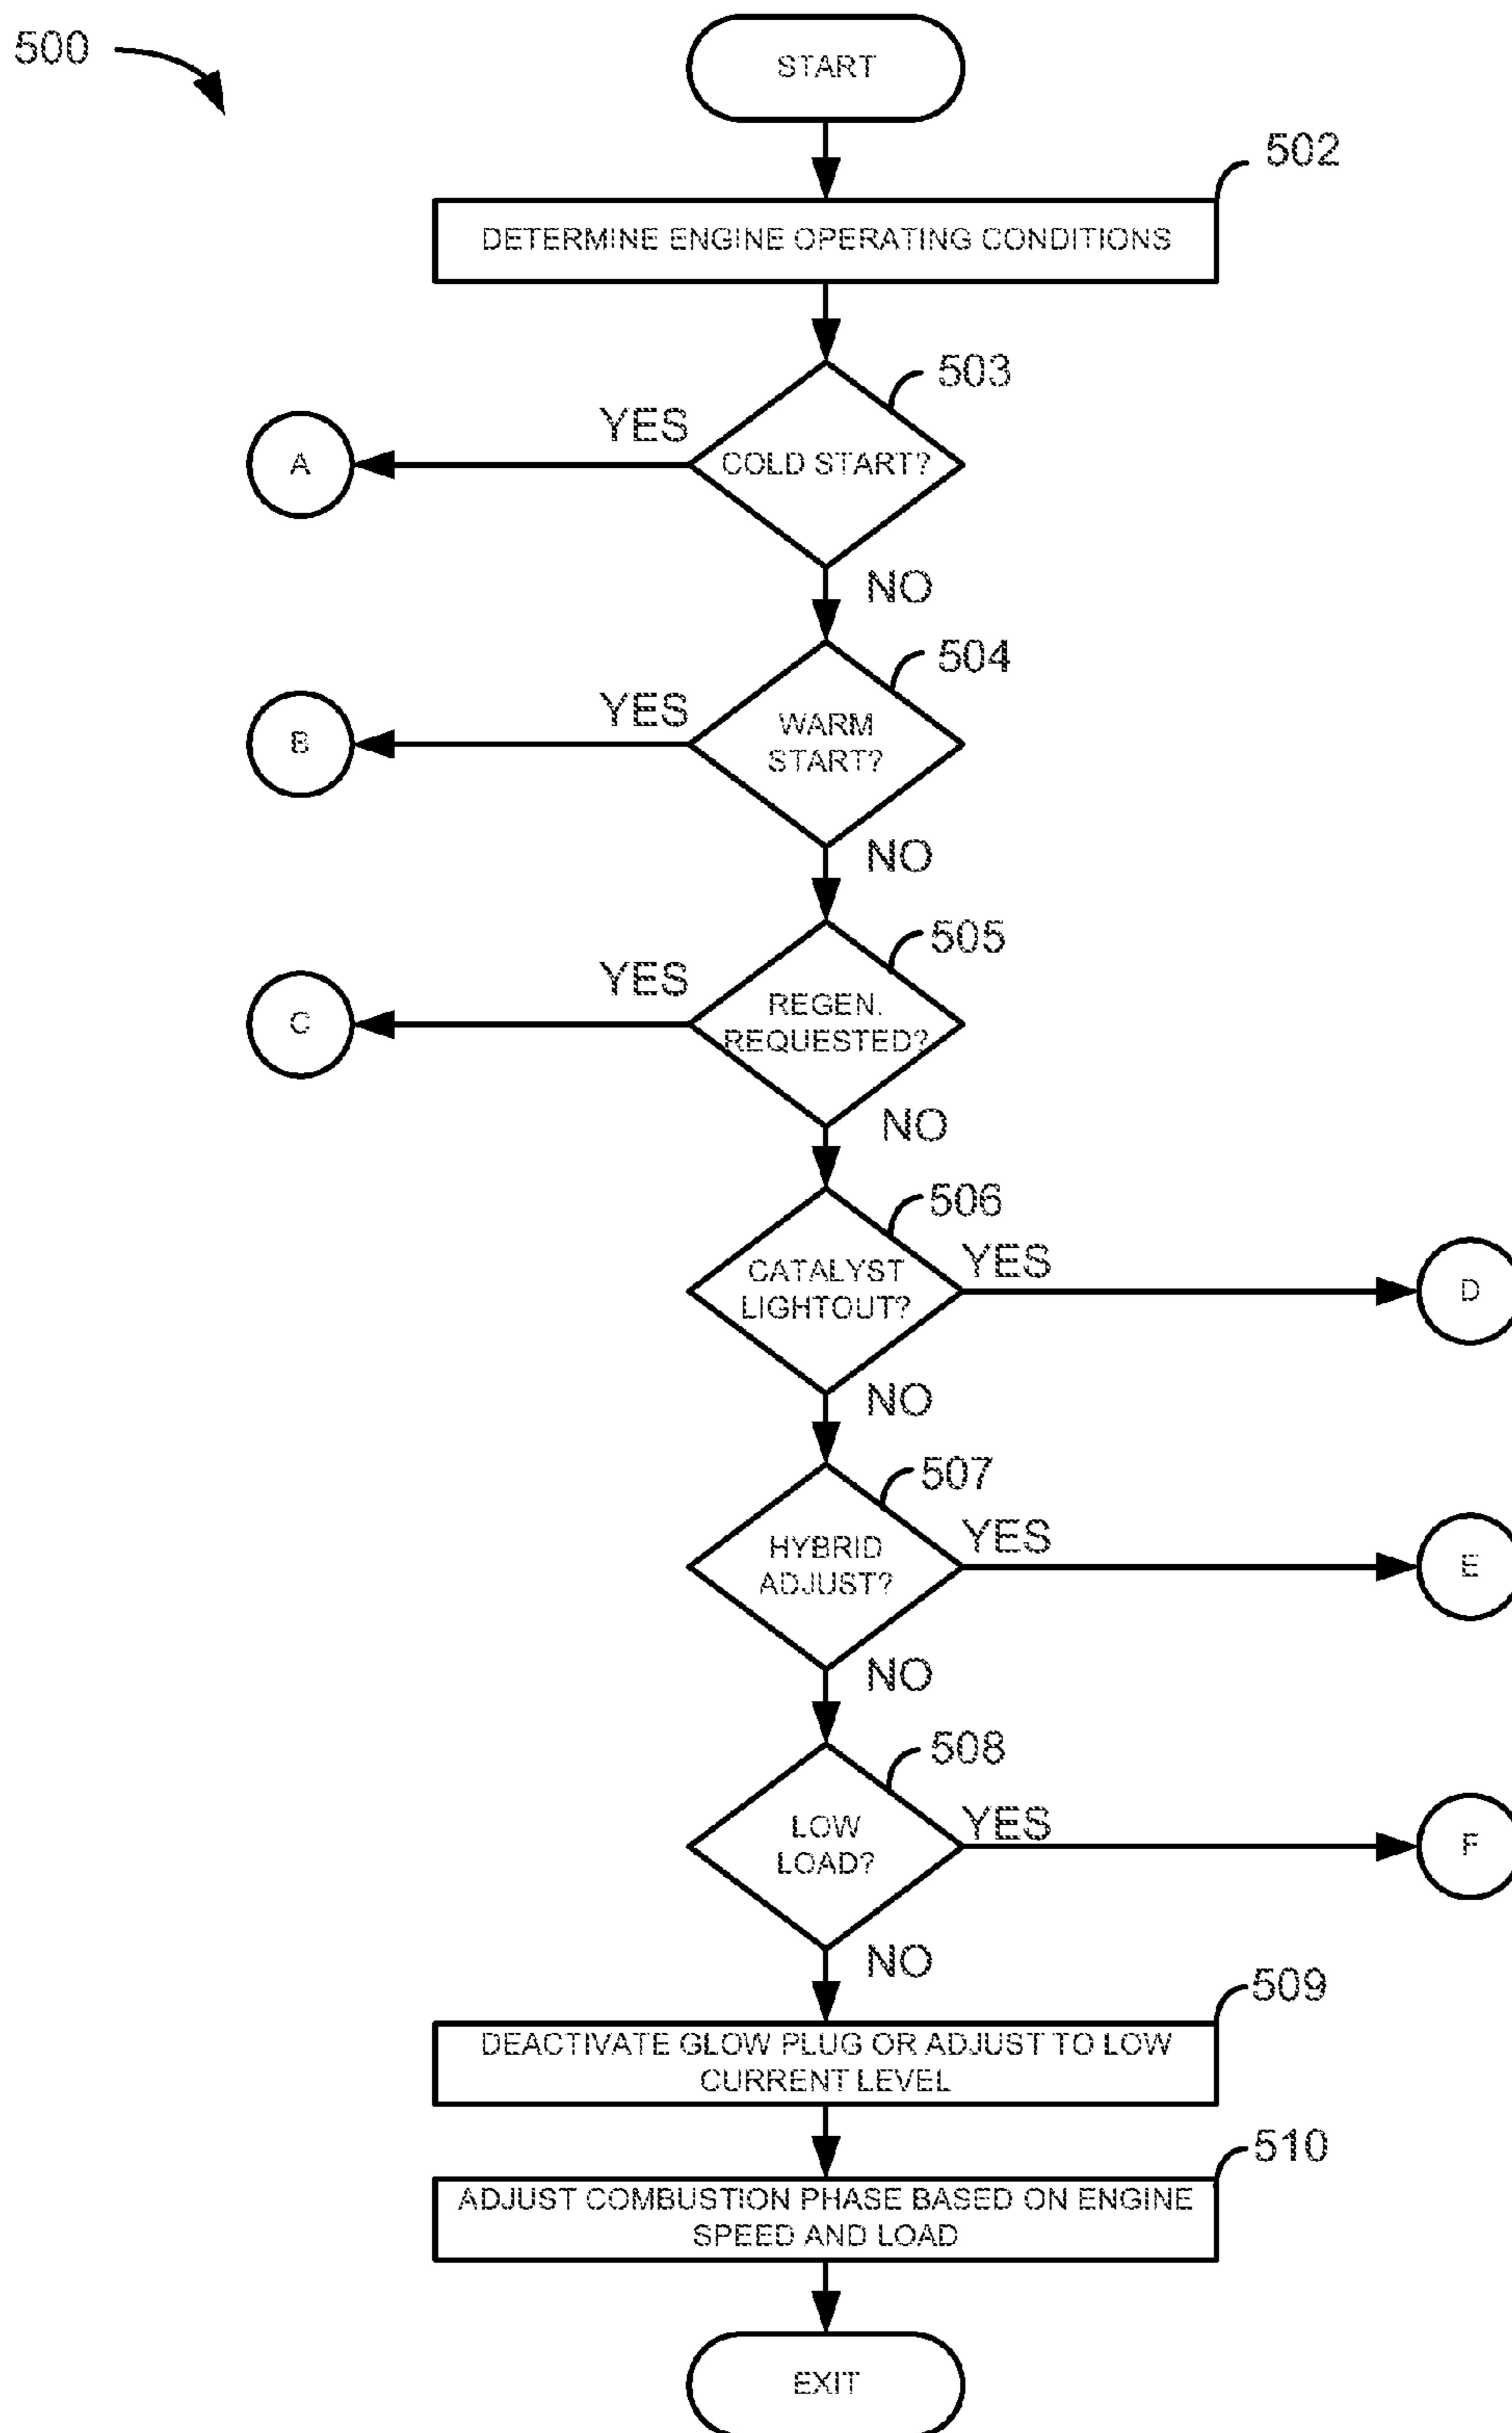 500
START
502
DETERMINE ENGINE OPERATING CONDITIONS
503
YES
A
COLD START?
NO
504
YES
B
WARM
START?
NO
505
YES
C
REGEN.
REQUESTED?
NO
506
CATALYST
LIGHTOUT?
YES
D
NO
507
HYBRID
ADJUST?
YES
E
NO
508
LOW
LOAD?
YES
F
NO
509
DEACTIVATE GLOW PLUG OR ADJUST TO LOW
CURRENT LEVEL
510
ADJUST COMBUSTION PHASE BASED ON ENGINE
SPEED AND LOAD
EXIT